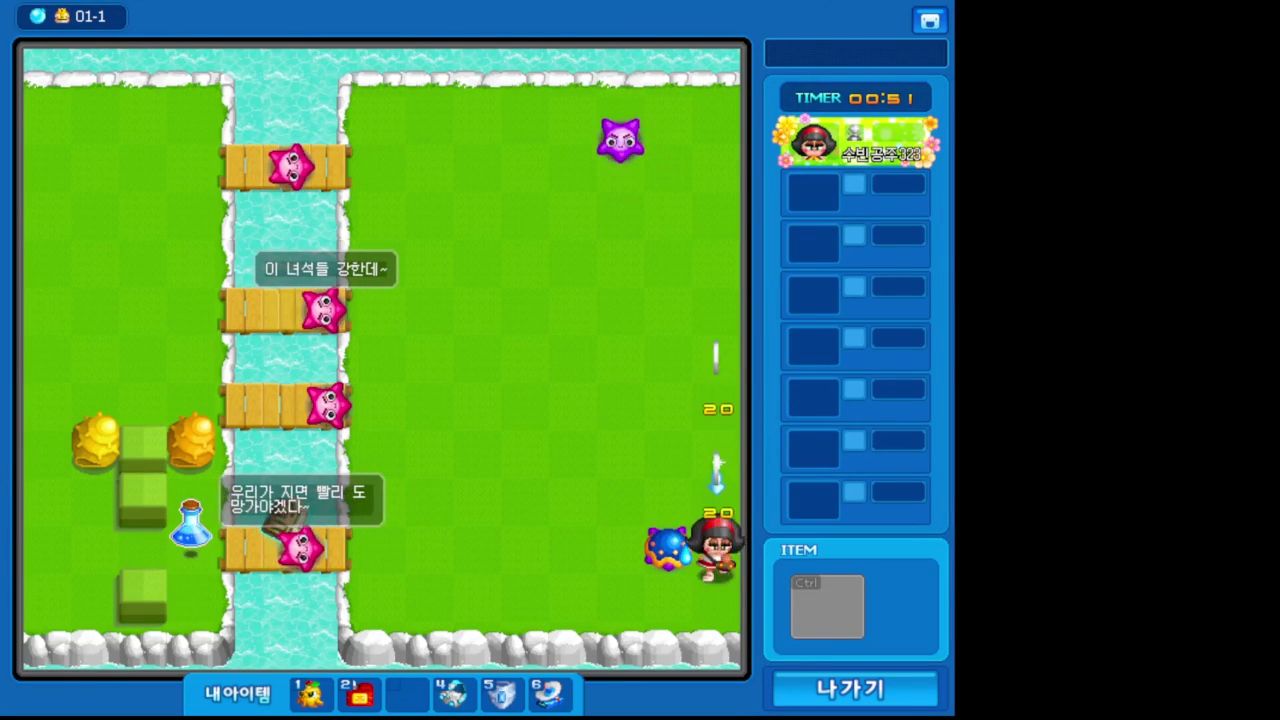 01-1
TIMER 00:51
수빈공주323
이 녀석들 강한데~
20
우리가 지면 빨리 도
망가야겠다~
20
ITEM
Ctrl
내아이템
1
2
4
5
6
나가기